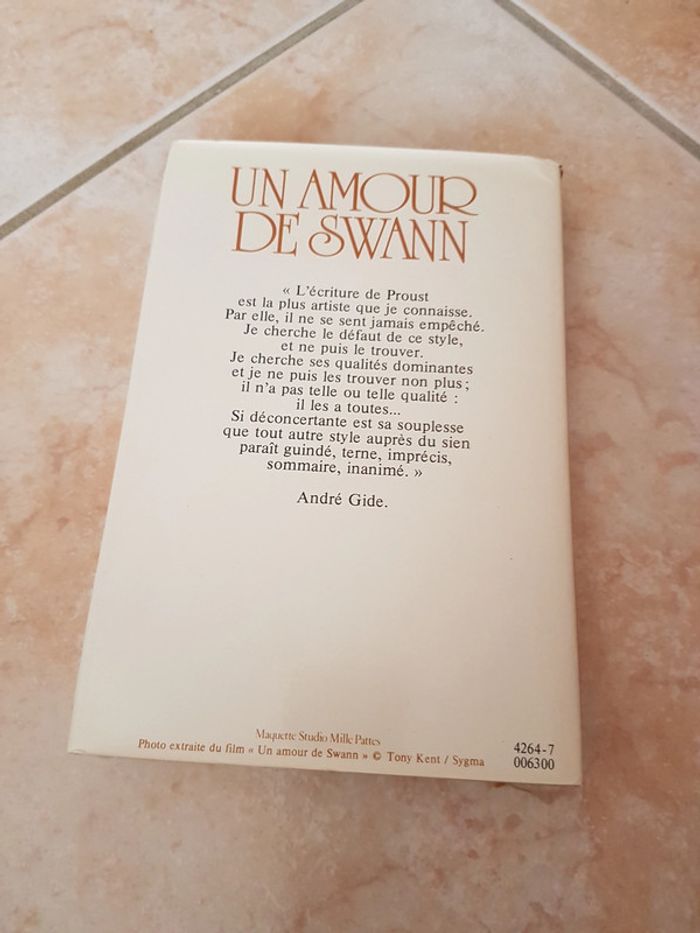 UN AMOUR
DE SWANN
« L'écriture de Proust
est la plus artiste que je connaisse.
Par elle, il ne se sent jamais empêché.
Je cherche le défaut de ce style,
et ne puis le trouver.
Je cherche ses qualités dominantes
et je ne puis les trouver non plus ;
il n'a pas telle ou telle qualité :
il les a toutes...
Si déconcertante est sa souplesse
que tout autre style auprès du sien
paraît guindé, terne, imprécis,
sommaire, inanimé. »
André Gide.
Maquette Studio Mille Pattes
Photo extraite du film « Un amour de Swann » © Tony Kent / Sygma
4264-7
006300